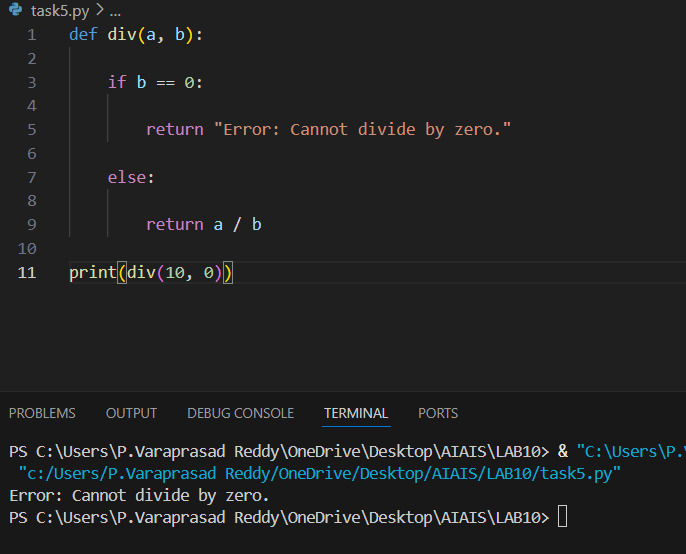 task5.py > ...
1 def div(a, b):
2
3     if b == 0:
4
5         return "Error: Cannot divide by zero."
6
7     else:
8
9         return a / b
10
11 print(div(10, 0))
PROBLEMS OUTPUT DEBUG CONSOLE TERMINAL PORTS
PS C:\Users\P.Varaprasad Reddy\OneDrive\Desktop\AIAIS\LAB10> & "C:\Users\P.
"c:/Users/P.Varaprasad Reddy/OneDrive/Desktop/AIAIS/LAB10/task5.py"
Error: Cannot divide by zero.
PS C:\Users\P.Varaprasad Reddy\OneDrive\Desktop\AIAIS\LAB10>